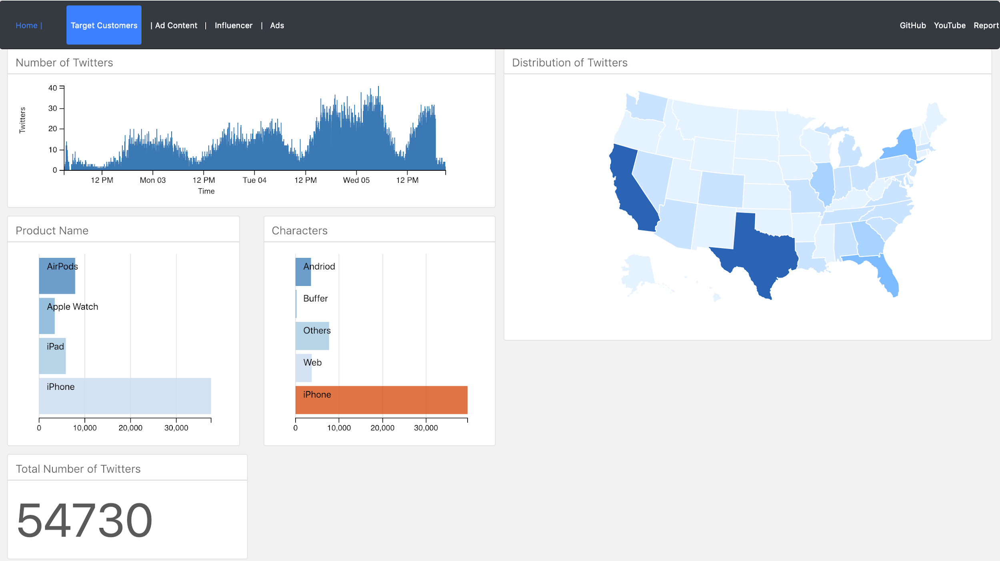 Home | Target Customers | Ad Content | Influencer | Ads GitHub YouTube Report
Number of Twitters
40
30
20
10
0
Twitters
12 PM Mon 03 12 PM Tue 04 12 PM Wed 05 12 PM
Time
Distribution of Twitters
Product Name
AirPods
Apple Watch
iPad
iPhone
0 10,000 20,000 30,000
Characters
Andriod
Buffer
Others
Web
iPhone
0 10,000 20,000 30,000
Total Number of Twitters
54730